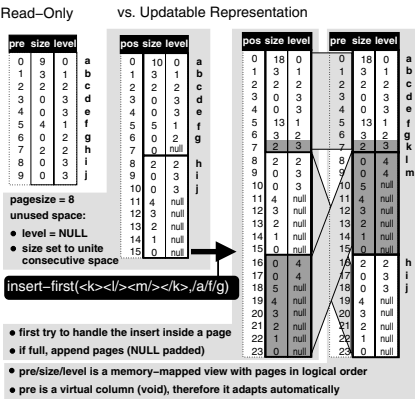 Read−Only
vs. Updatable Representation
pre size level
0 9 0 a
1 3 1 b
2 2 2 c
3 0 3 d
4 0 3 e
5 4 1 f
6 0 2 g
7 2 2 h
8 0 3 i
9 0 3 j
pagesize = 8
unused space:
● level = NULL
● size set to unite
consecutive space
pos size level
0 10 0 a
1 3 1 b
2 2 2 c
3 0 3 d
4 0 3 e
5 5 1 f
6 0 2 g
7 0 null
8 2 2 h
9 0 3 i
10 0 3 j
11 4 null
12 3 null
13 2 null
14 1 null
15 0 null
insert−first(<k><l/><m/></k>,/a/f/g)
pos size level
0 18 0
1 3 1
2 2 2
3 0 3
4 0 3
5 13 1
6 3 2
7 2 3
8 2 2
9 0 3
10 0 3
11 4 null
12 3 null
13 2 null
14 1 null
15 0 null
16 0 4
17 0 4
18 5 null
19 4 null
20 3 null
21 2 null
22 1 null
23 0 null
pre size level
0 18 0 a
1 3 1 b
2 2 2 c
3 0 3 d
4 0 3 e
5 13 1 f
6 3 2 g
7 2 3 k
8 0 4 l
9 0 4 m
10 5 null
11 4 null
12 3 null
13 2 null
14 1 null
15 0 null
16 2 2 h
17 0 3 i
18 0 3 j
19 4 null
20 3 null
21 2 null
22 1 null
23 0 null
● first try to handle the insert inside a page
● if full, append pages (NULL padded)
● pre/size/level is a memory−mapped view with pages in logical order
● pre is a virtual column (void), therefore it adapts automatically